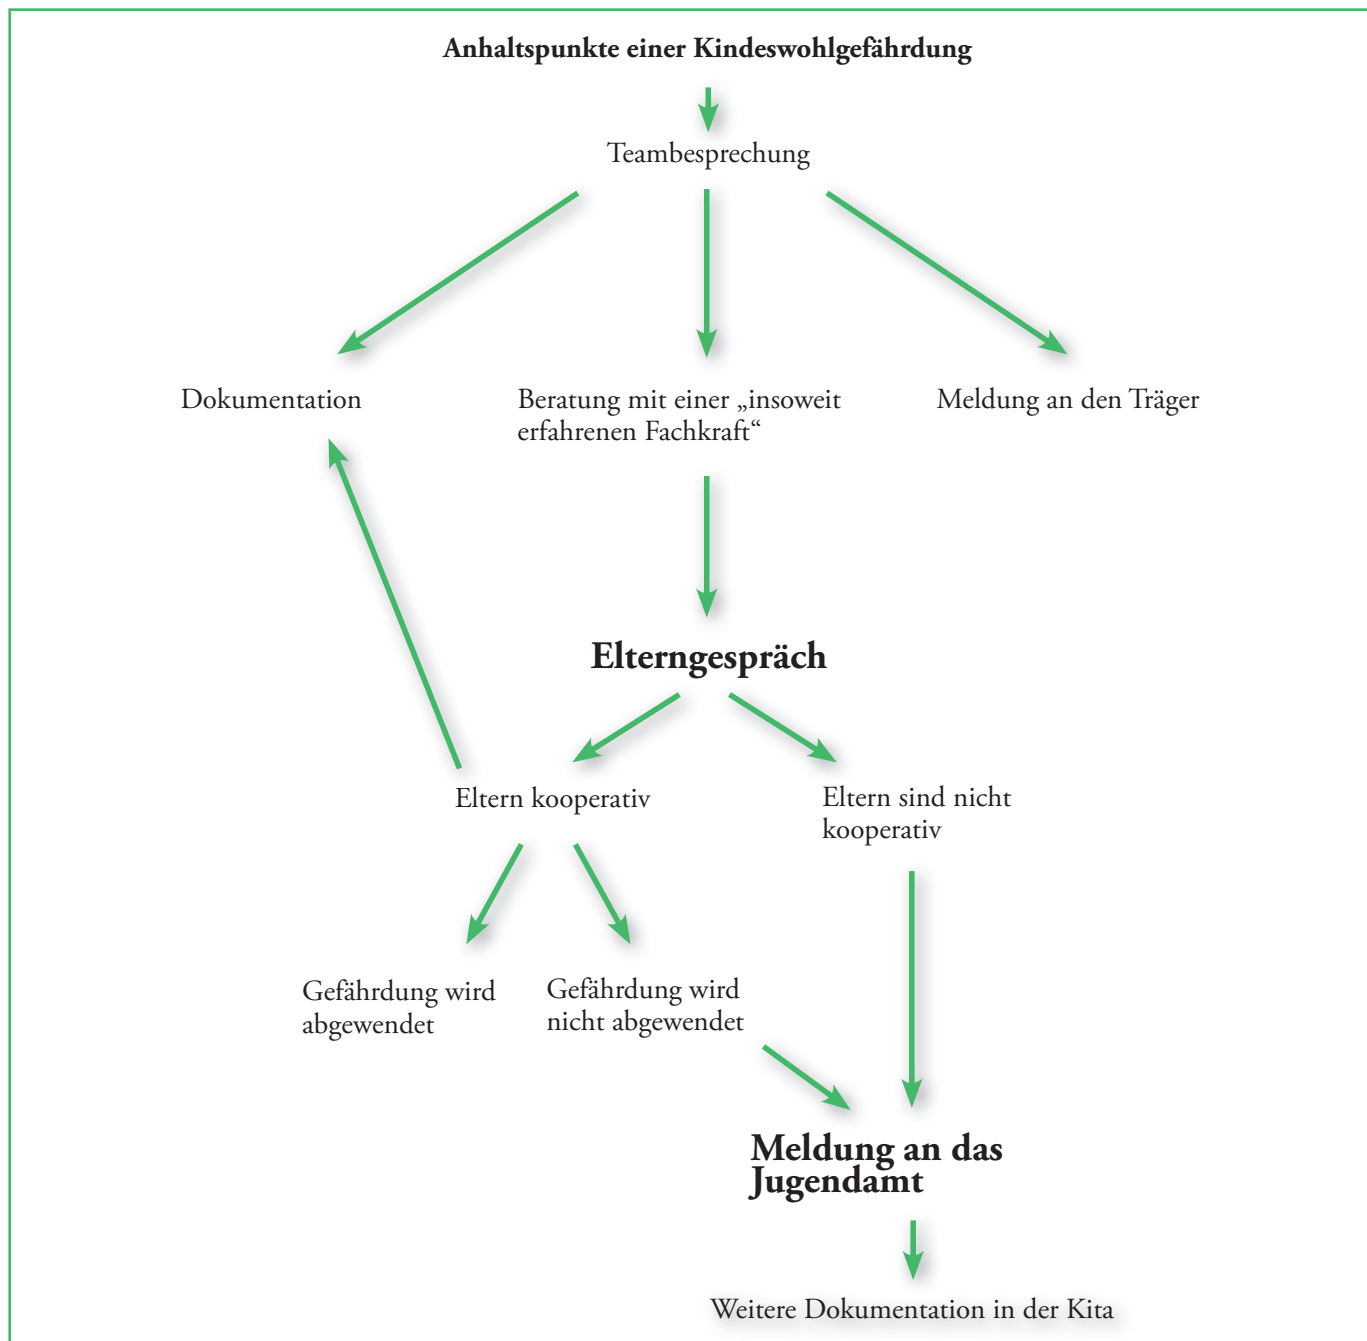 Anhaltspunkte einer Kindeswohlgefährdung
Teambesprechung
Dokumentation
Beratung mit einer „insoweit
erfahrenen Fachkraft“
Meldung an den Träger
Elterngespräch
Eltern kooperativ
Eltern sind nicht
kooperativ
Gefährdung wird
abgewendet
Gefährdung wird
nicht abgewendet
Meldung an das
Jugendamt
Weitere Dokumentation in der Kita